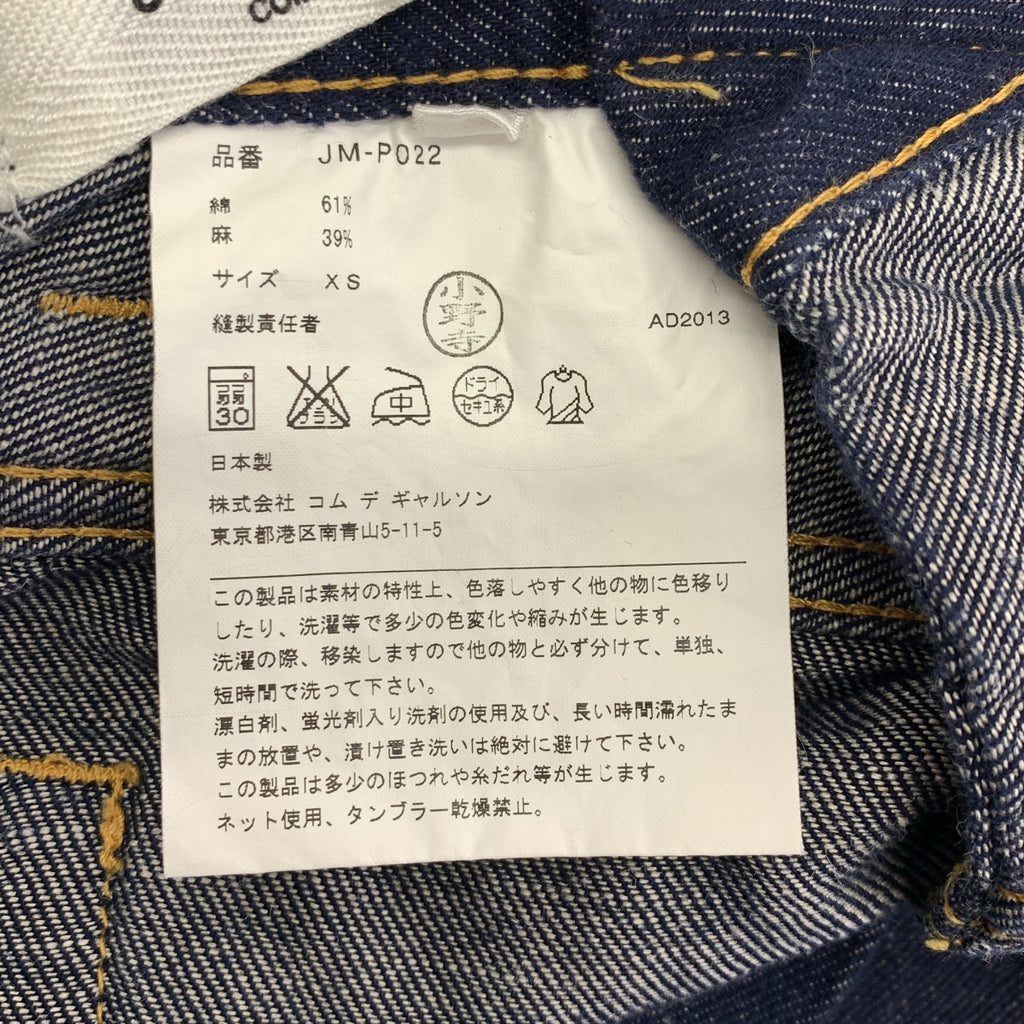 COM
品番 JM-P022
綿 61%
麻 39%
サイズ XS
縫製責任者
小野寺
AD2013
弱
30
中
ドライ
セキユ系
日本製
株式会社 コム デ ギャルソン
東京都港区南青山5-11-5
この製品は素材の特性上、色落しやすく他の物に色移り
したり、洗濯等で多少の色変化や縮みが生じます。
洗濯の際、移染しますので他の物と必ず分けて、単独、
短時間で洗って下さい。
漂白剤、蛍光剤入り洗剤の使用及び、長い時間濡れたま
まの放置や、漬け置き洗いは絶対に避けて下さい。
この製品は多少のほつれや糸だれ等が生じます。
ネット使用、タンブラー乾燥禁止。